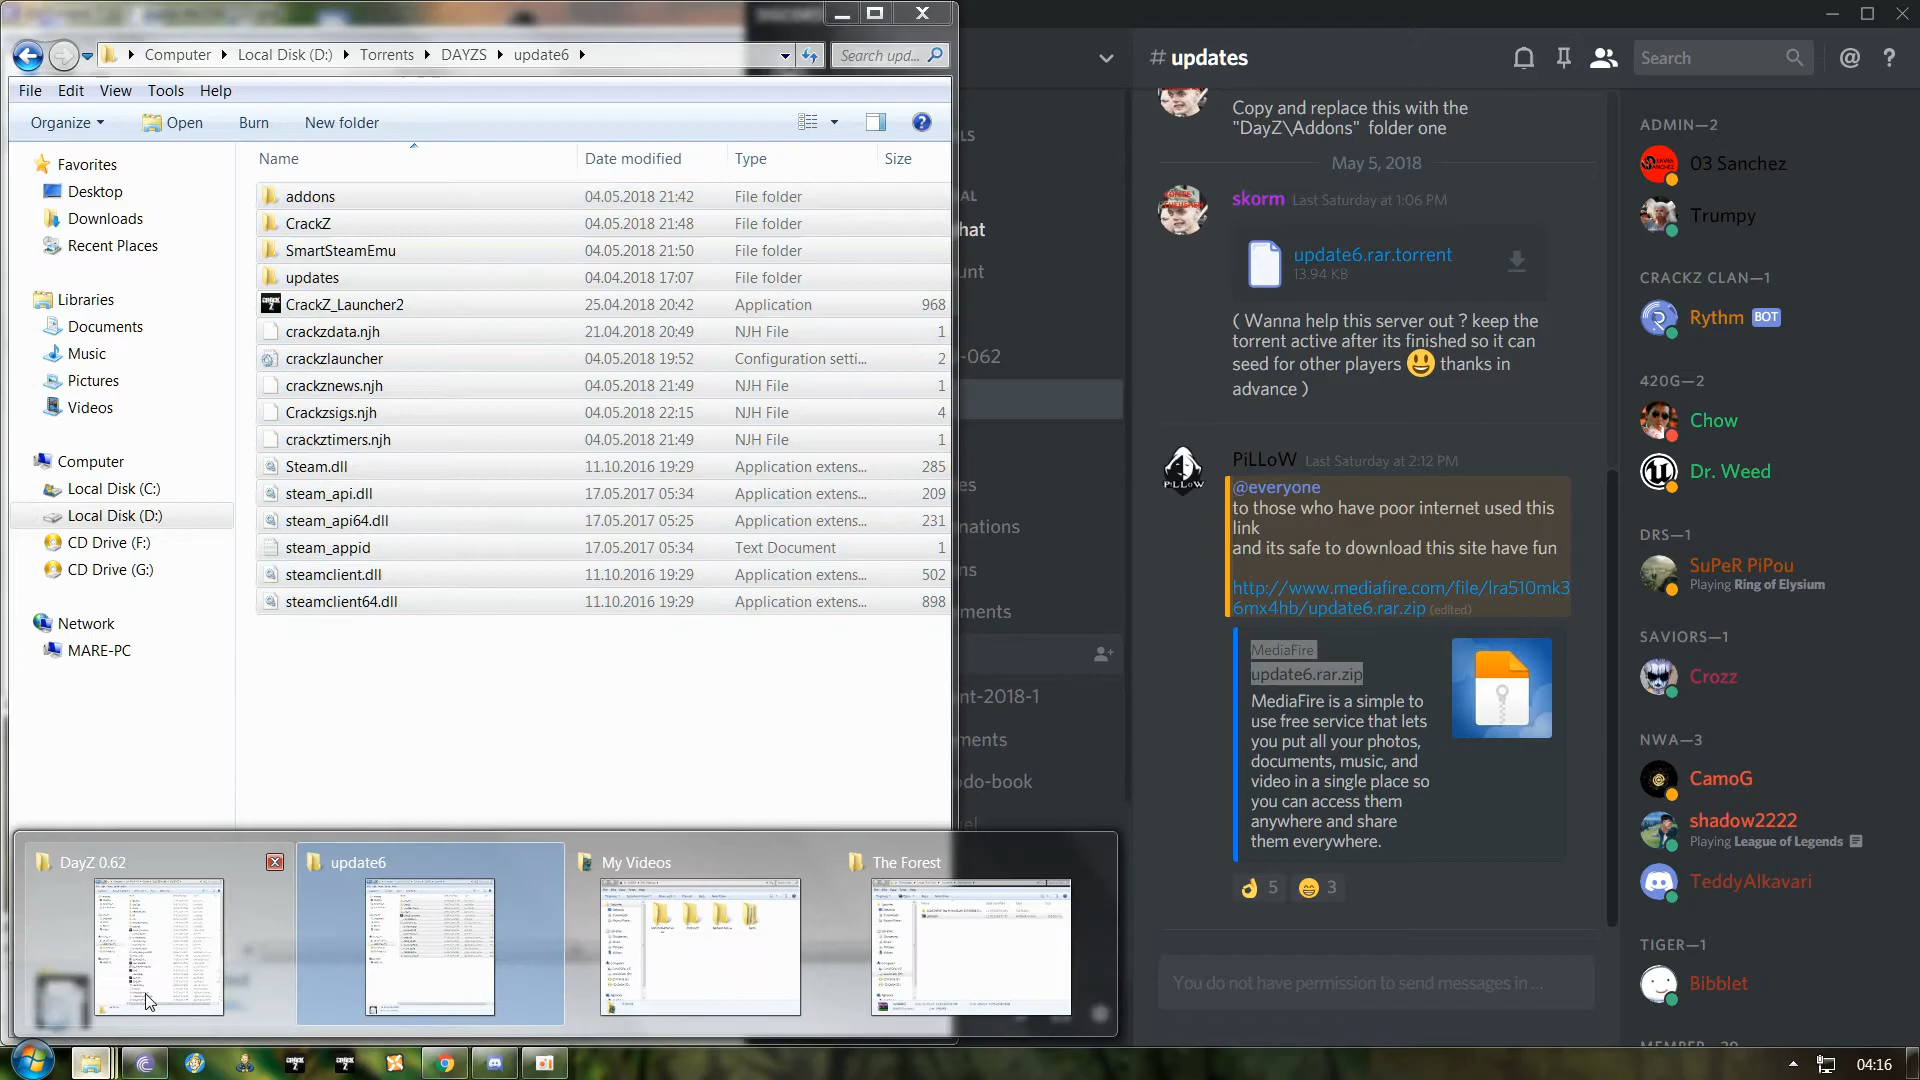 Computer
Local Disk (D:)
Torrents
DAYZS
update6
Search upd...
File Edit View Tools Help
Organize
Open
Burn
New folder
Name
Date modified
Type
Size
Favorites
Desktop
Downloads
Recent Places
Libraries
Documents
Music
Pictures
Videos
Computer
Local Disk (C:)
Local Disk (D:)
CD Drive (F:)
CD Drive (G:)
Network
MARE-PC
addons 04.05.2018 21:42 File folder
CrackZ 04.05.2018 21:48 File folder
SmartSteamEmu 04.05.2018 21:50 File folder
updates 04.04.2018 17:07 File folder
CrackZ_Launcher2 25.04.2018 20:42 Application 968
crackzdata.njh 21.04.2018 20:49 NJH File 1
crackzlauncher 04.05.2018 19:52 Configuration setti... 2
crackznews.njh 04.05.2018 21:49 NJH File 1
Crackzsigs.njh 04.05.2018 22:15 NJH File 4
crackztimers.njh 04.05.2018 21:49 NJH File 1
Steam.dll 11.10.2016 19:29 Application extens... 285
steam_api.dll 17.05.2017 05:34 Application extens... 209
steam_api64.dll 17.05.2017 05:25 Application extens... 231
steam_appid 17.05.2017 05:34 Text Document 1
steamclient.dll 11.10.2016 19:29 Application extens... 502
steamclient64.dll 11.10.2016 19:29 Application extens... 898
DayZ 0.62
update6
My Videos
The Forest
-062
nt-2018-1
odo-book
# updates
Search
Copy and replace this with the
"DayZ\Addons" folder one
May 5, 2018
skorm Last Saturday at 1:06 PM
update6.rar.torrent
13.94 KB
( Wanna help this server out ? keep the
torrent active after its finished so it can
seed for other players 😃 thanks in
advance )
PiLLoW Last Saturday at 2:12 PM
PiLLOW
@everyone
to those who have poor internet used this
link
and its safe to download this site have fun
http://www.mediafire.com/file/lra510mk3
6mx4hb/update6.rar.zip (edited)
MediaFire
update6.rar.zip
MediaFire is a simple to
use free service that lets
you put all your photos,
documents, music, and
video in a single place so
you can access them
anywhere and share
them everywhere.
5
3
You do not have permission to send messages in ...
ADMIN—2
03 Sanchez
Trumpy
CRACKZ CLAN—1
Rythm BOT
420G—2
Chow
Dr. Weed
DRS—1
SuPeR PiPou
Playing Ring of Elysium
SAVIORS—1
Crozz
NWA—3
CamoG
shadow2222
Playing League of Legends
TeddyAlkavari
TIGER—1
Bibblet
04:16